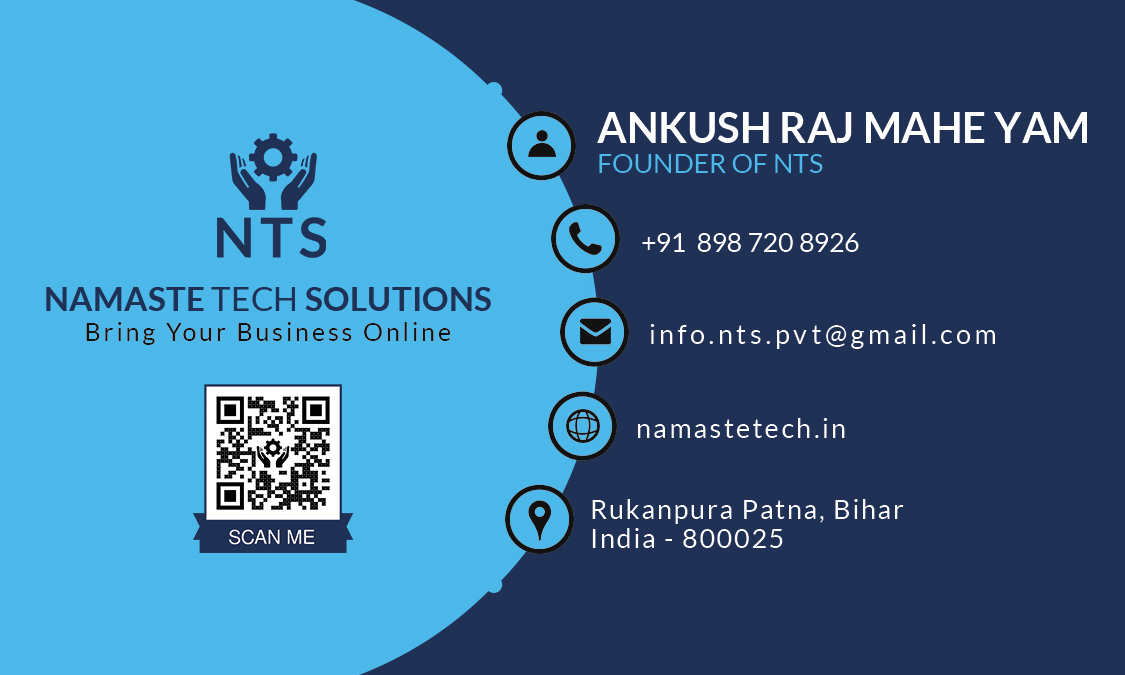 NTS
NAMASTE TECH SOLUTIONS
Bring Your Business Online
SCAN ME
ANKUSH RAJ MAHE YAM
FOUNDER OF NTS
+91 898 720 8926
info.nts.pvt@gmail.com
namastetech.in
Rukanpura Patna, Bihar
India - 800025